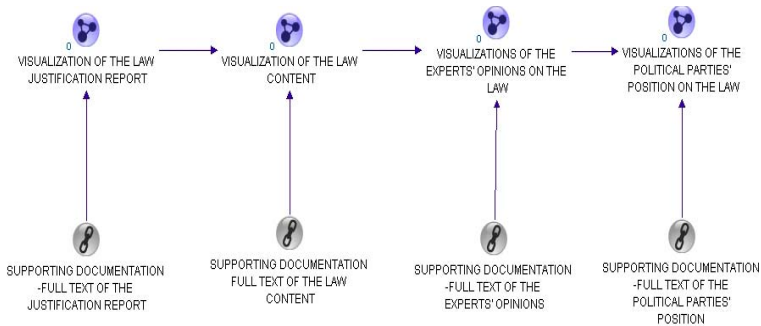 0
VISUALIZATION OF THE LAW
JUSTIFICATION REPORT
0
VISUALIZATION OF THE LAW
CONTENT
0
VISUALIZATIONS OF THE
EXPERTS' OPINIONS ON THE
LAW
0
VISUALIZATIONS OF THE
POLITICAL PARTIES'
POSITION ON THE LAW
SUPPORTING DOCUMENTATION
-FULL TEXT OF THE
JUSTIFICATION REPORT
SUPPORTING DOCUMENTATION
FULL TEXT OF THE LAW
CONTENT
SUPPORTING DOCUMENTATION
-FULL TEXT OF THE
EXPERTS' OPINIONS
SUPPORTING DOCUMENTATION
-FULL TEXT OF THE
POLITICAL PARTIES'
POSITION